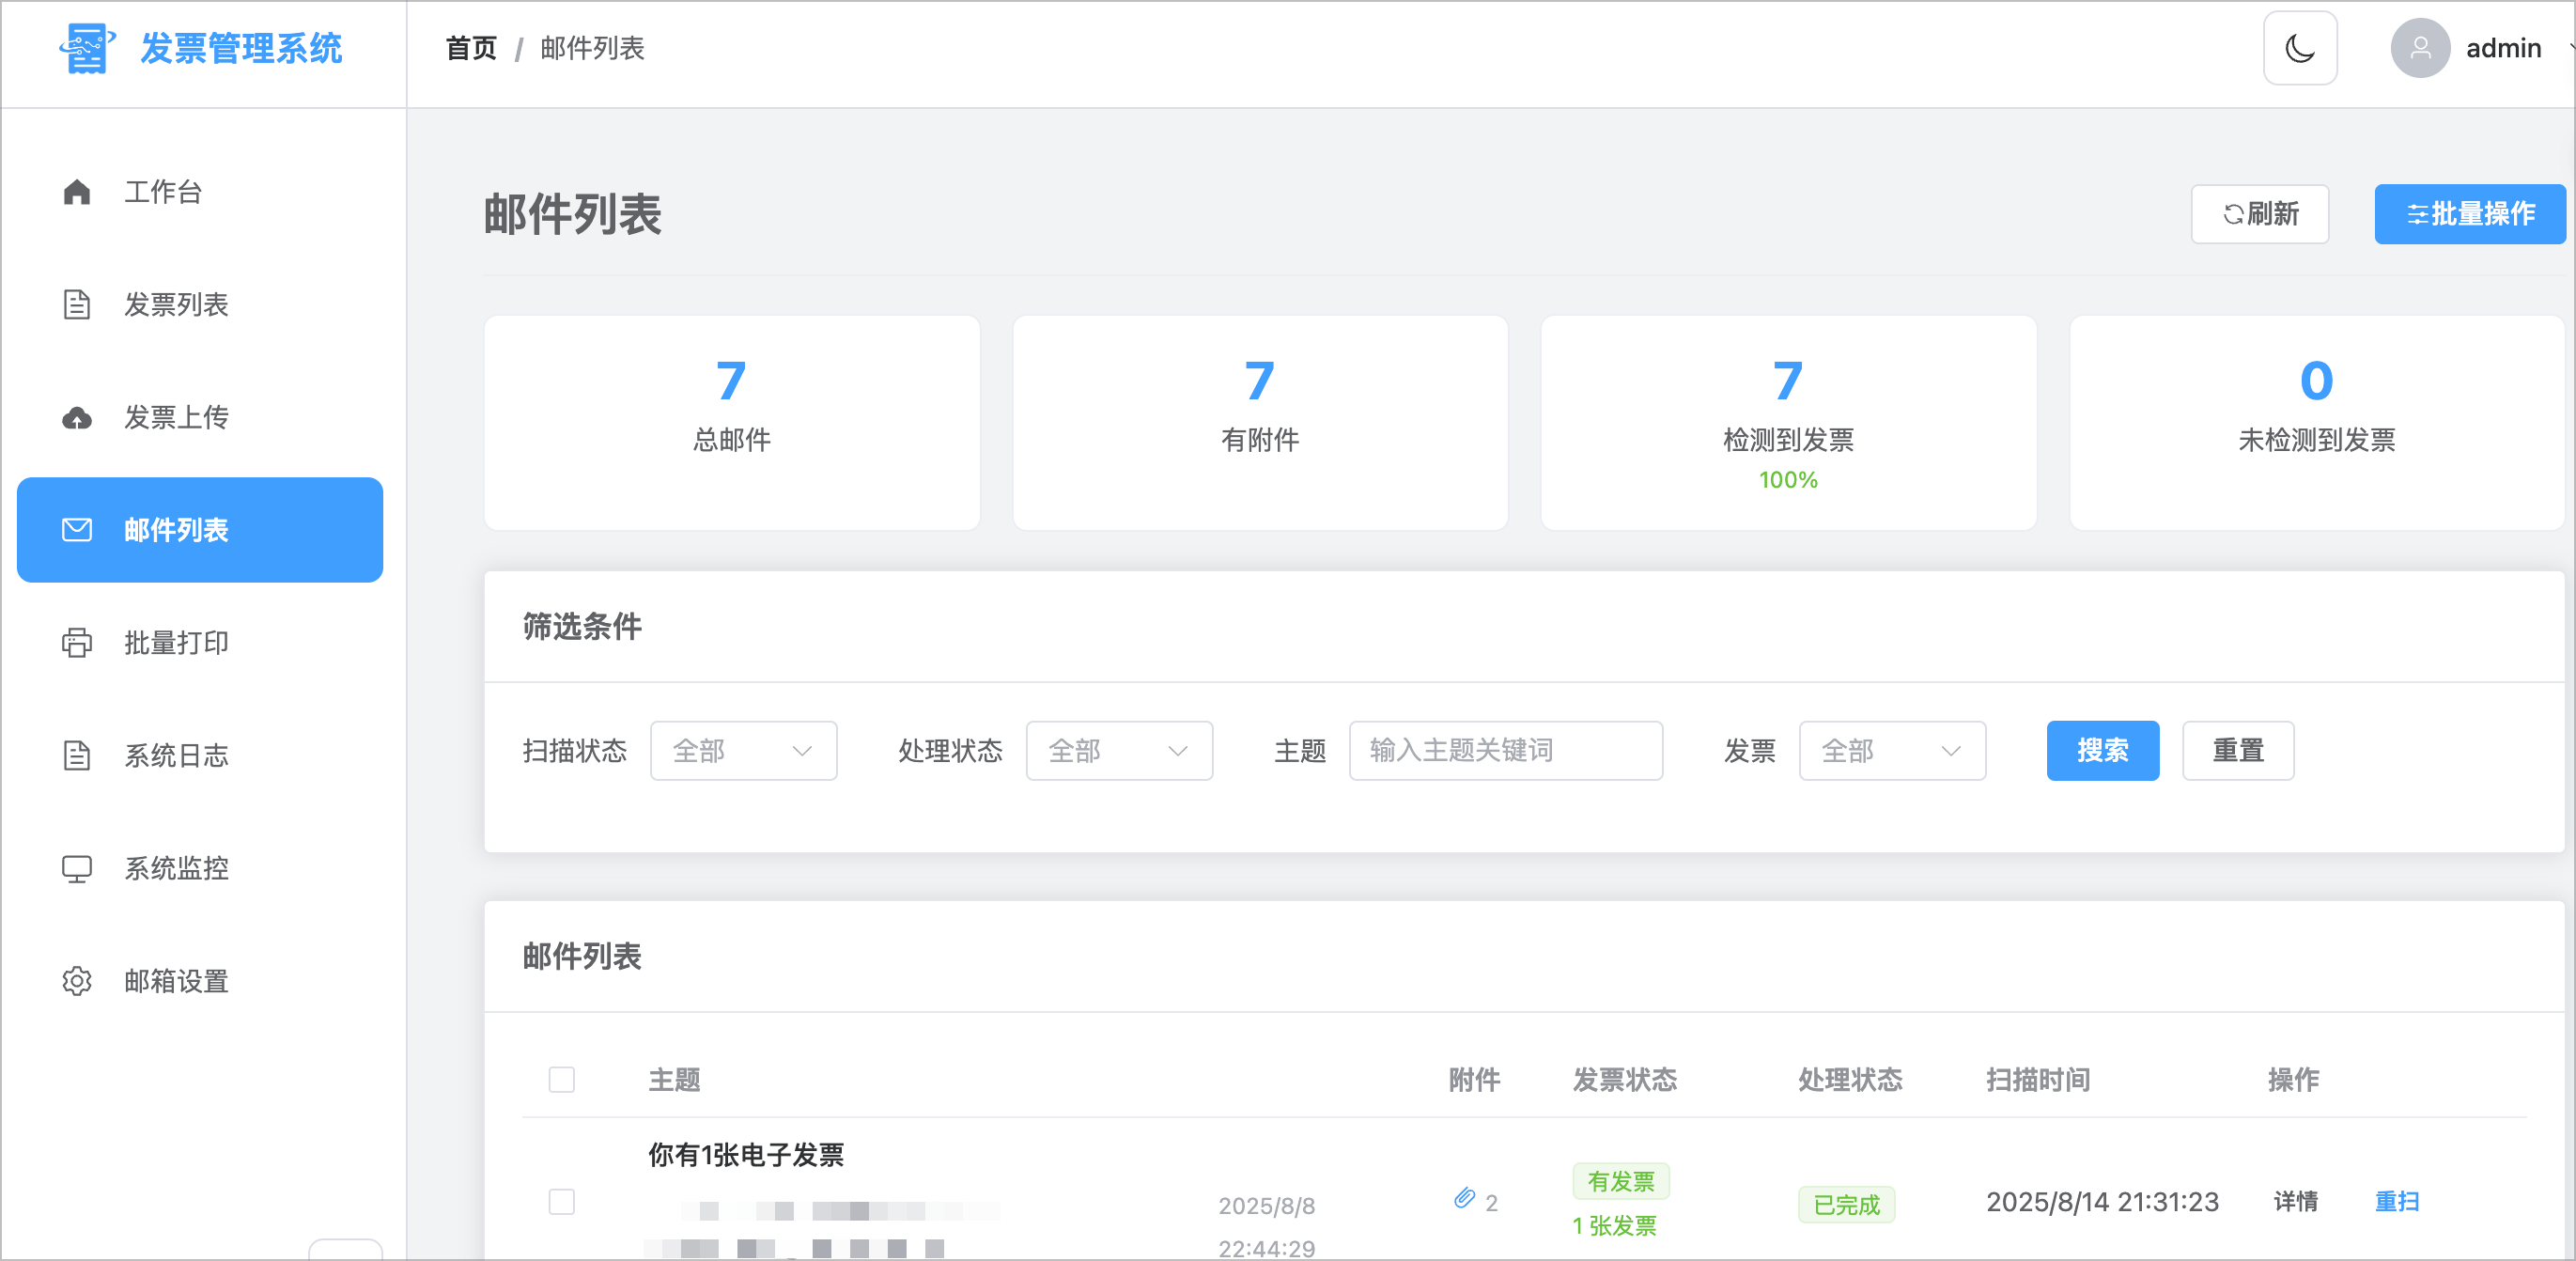 发票管理系统
首页 / 邮件列表
admin
工作台
发票列表
发票上传
邮件列表
批量打印
系统日志
系统监控
邮箱设置
邮件列表
刷新
批量操作
7
总邮件
7
有附件
7
检测到发票
100%
0
未检测到发票
筛选条件
扫描状态 全部 处理状态 全部 主题 输入主题关键词 发票 全部 搜索 重置
邮件列表
主题 附件 发票状态 处理状态 扫描时间 操作
你有1张电子发票
2025/8/8
22:44:29
2
有发票
1 张发票
已完成
2025/8/14 21:31:23
详情
重扫